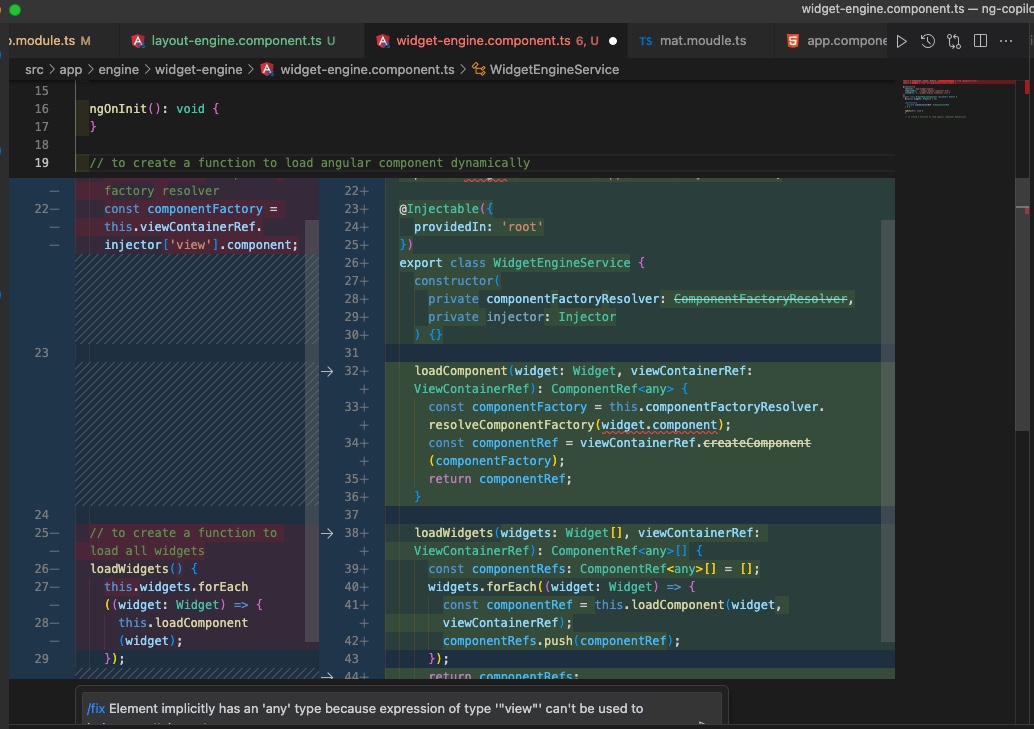 widget-engine.component.ts — ng-copilo
o.module.ts M
layout-engine.component.ts U
widget-engine.component.ts 6, U
TS mat.moudle.ts
app.compone
src > app > engine > widget-engine > widget-engine.component.ts > WidgetEngineService
15
16 ngOnInit(): void {
17 }
18
19 // to create a function to load angular component dynamically
factory resolver
22— const componentFactory =
— this.viewContainerRef.
— injector['view'].component;
23
24
25— // to create a function to
— load all widgets
26— loadWidgets() {
27— this.widgets.forEach
— ((widget: Widget) => {
28— this.loadComponent
— (widget);
29 });
22+
23+ @Injectable({
24+ providedIn: 'root'
25+ })
26+ export class WidgetEngineService {
27+ constructor(
28+ private componentFactoryResolver: ComponentFactoryResolver,
29+ private injector: Injector
30+ ) {}
31
32+ loadComponent(widget: Widget, viewContainerRef:
+ ViewContainerRef): ComponentRef<any> {
33+ const componentFactory = this.componentFactoryResolver.
+ resolveComponentFactory(widget.component);
34+ const componentRef = viewContainerRef.createComponent
+ (componentFactory);
35+ return componentRef;
36+ }
37
38+ loadWidgets(widgets: Widget[], viewContainerRef:
+ ViewContainerRef): ComponentRef<any>[] {
39+ const componentRefs: ComponentRef<any>[] = [];
40+ widgets.forEach((widget: Widget) => {
41+ const componentRef = this.loadComponent(widget,
+ viewContainerRef);
42+ componentRefs.push(componentRef);
43 });
44+ return componentRefs;
/fix Element implicitly has an 'any' type because expression of type '"view"' can't be used to